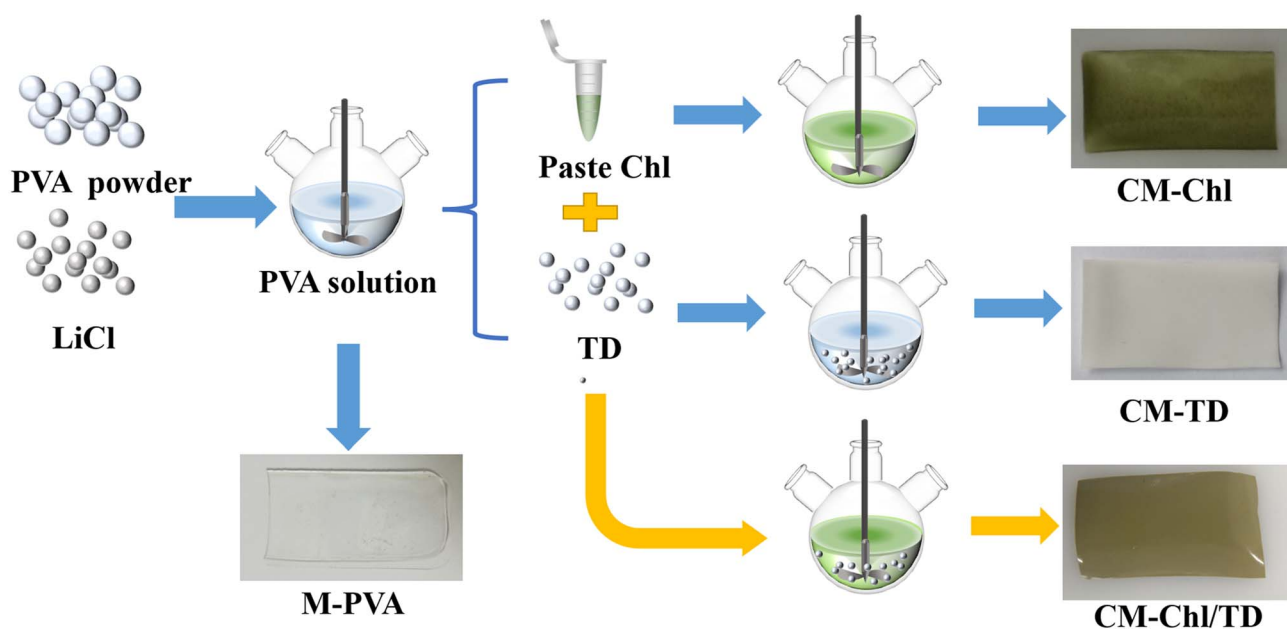 PVA powder
LiCl
PVA solution
M-PVA
Paste Chl
TD
CM-Chl
CM-TD
CM-Chl/TD